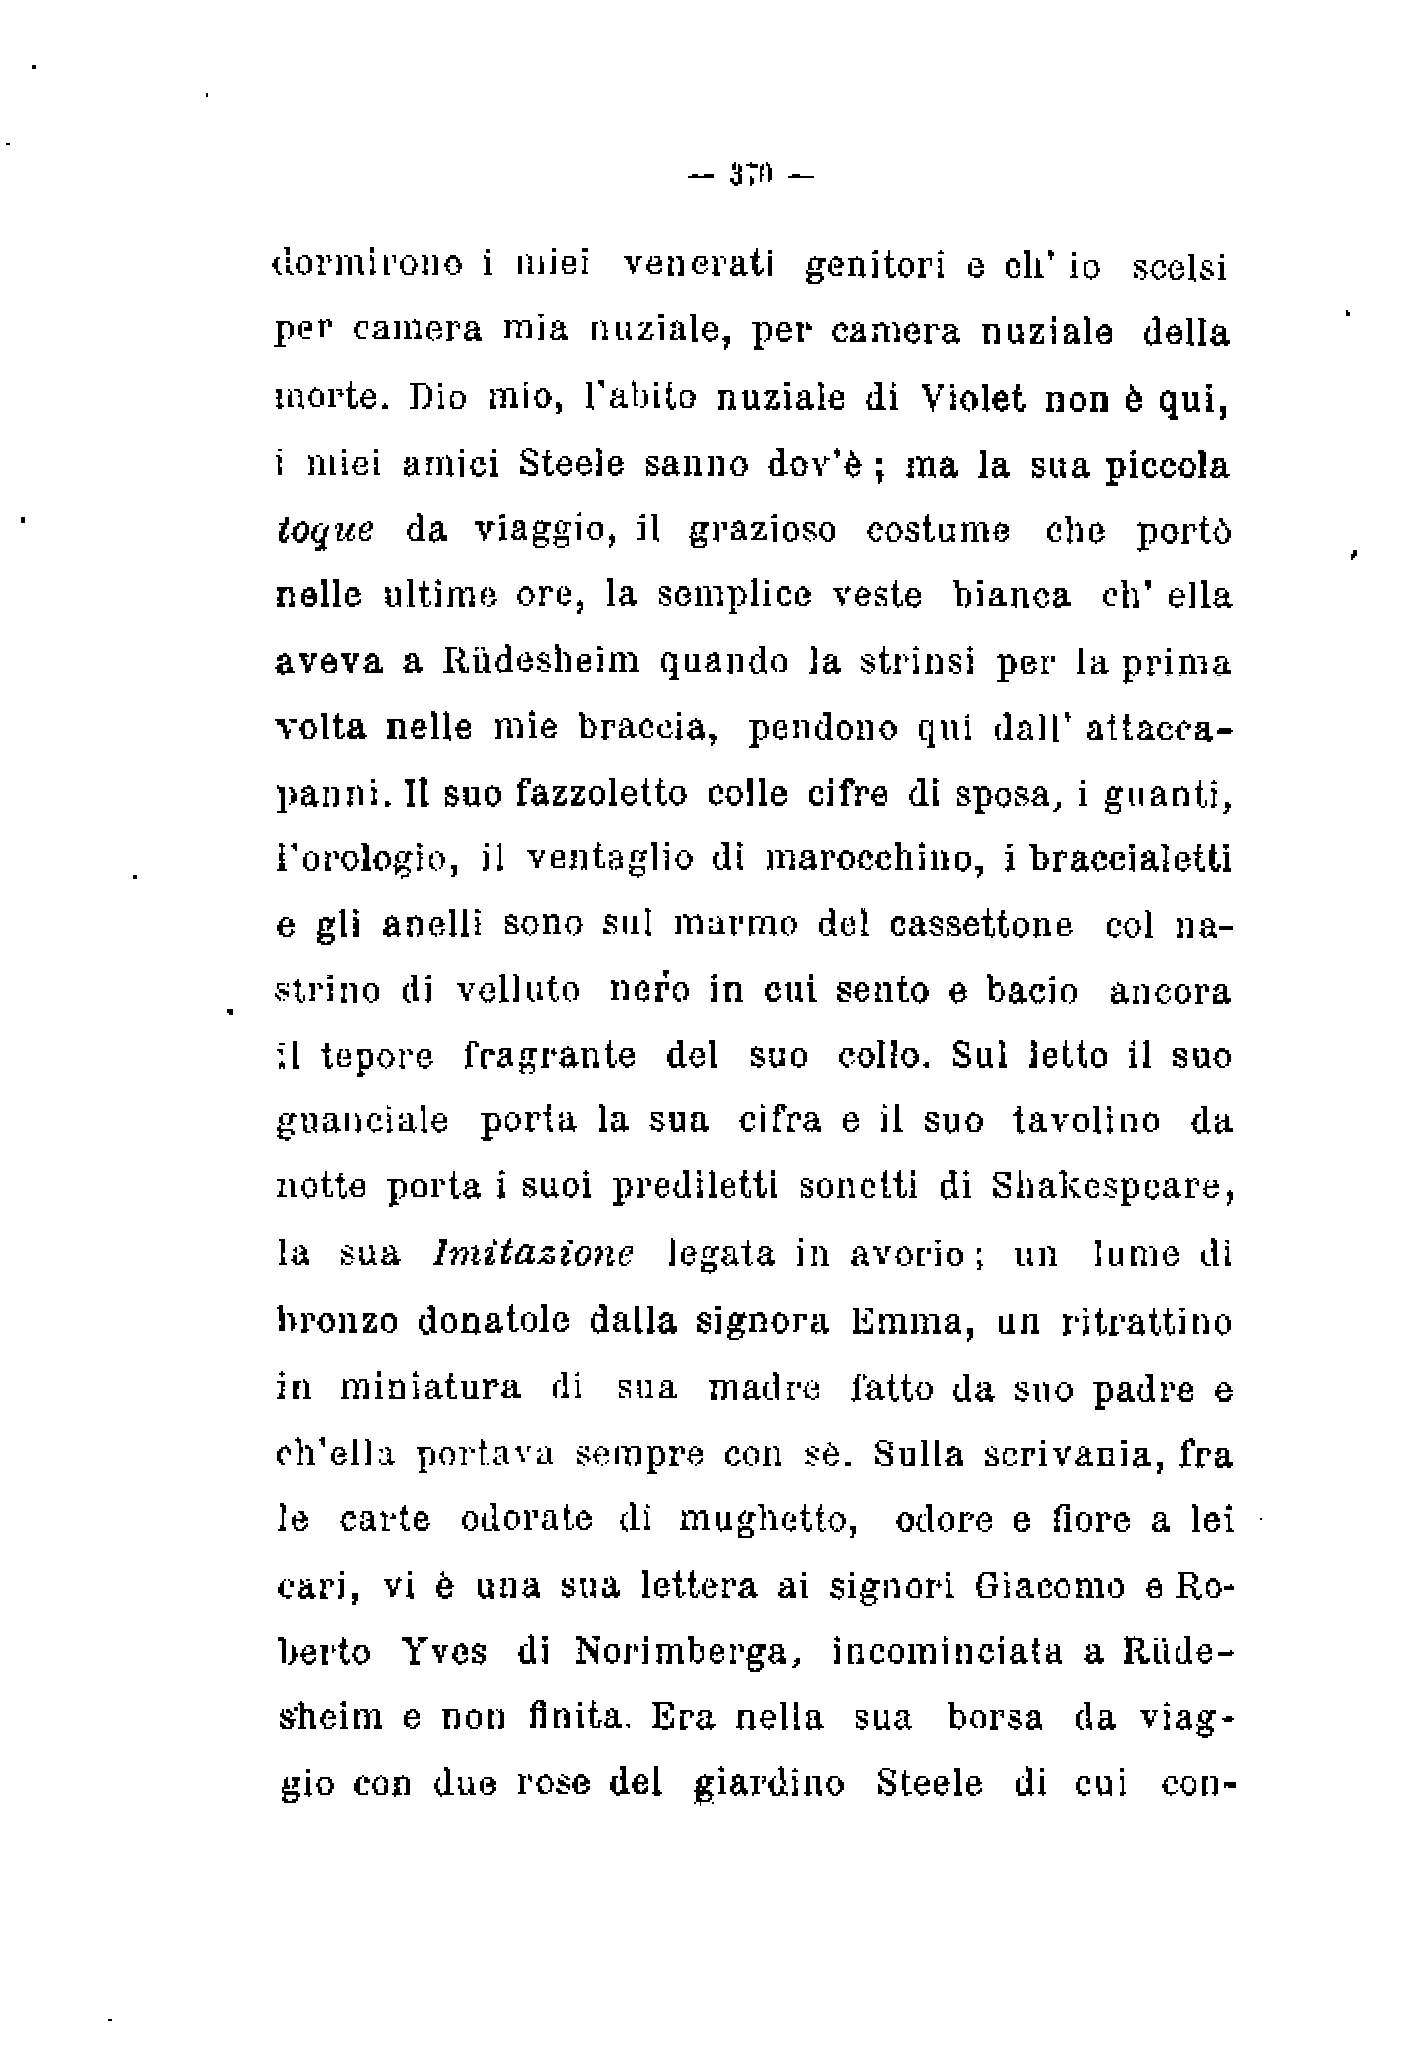 — 370 —
dormirono i miei venerati genitori e ch' io scelsi
per camera mia nuziale, per camera nuziale della
morte. Dio mio, l'abito nuziale di Violet non è qui,
i miei amici Steele sanno dov'è ; ma la sua piccola
toque da viaggio, il grazioso costume che portò
nelle ultime ore, la semplice veste bianca ch' ella
aveva a Rüdesheim quando la strinsi per la prima
volta nelle mie braccia, pendono qui dall' attacca-
panni. Il suo fazzoletto colle cifre di sposa, i guanti,
l'orologio, il ventaglio di marocchino, i braccialetti
e gli anelli sono sul marmo del cassettone col na-
strino di velluto nero in cui sento e bacio ancora
il tepore fragrante del suo collo. Sul letto il suo
guanciale porta la sua cifra e il suo tavolino da
notte porta i suoi prediletti sonetti di Shakespeare,
la sua Imitazione legata in avorio ; un lume di
bronzo donatole dalla signora Emma, un ritrattino
in miniatura di sua madre fatto da suo padre e
ch'ella portava sempre con sè. Sulla scrivania, fra
le carte odorate di mughetto, odore e fiore a lei
cari, vi è una sua lettera ai signori Giacomo e Ro-
berto Yves di Norimberga, incominciata a Rüde-
sheim e non finita. Era nella sua borsa da viag-
gio con due rose del giardino Steele di cui con-